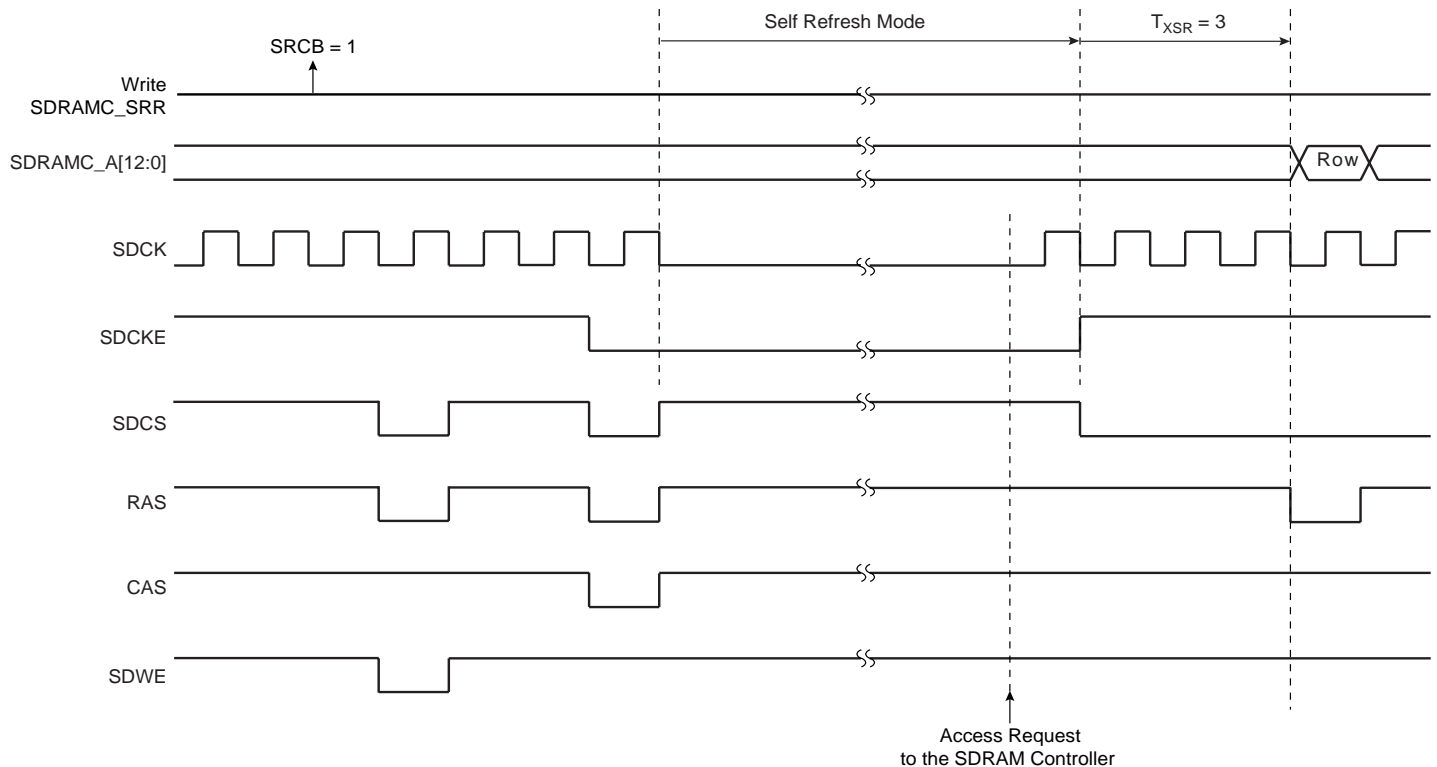 Self Refresh Mode
TXSR = 3
SRCB = 1
Write
SDRAMC_SRR
SDRAMC_A[12:0]
Row
SDCK
SDCKE
SDCS
RAS
CAS
SDWE
Access Request
to the SDRAM Controller